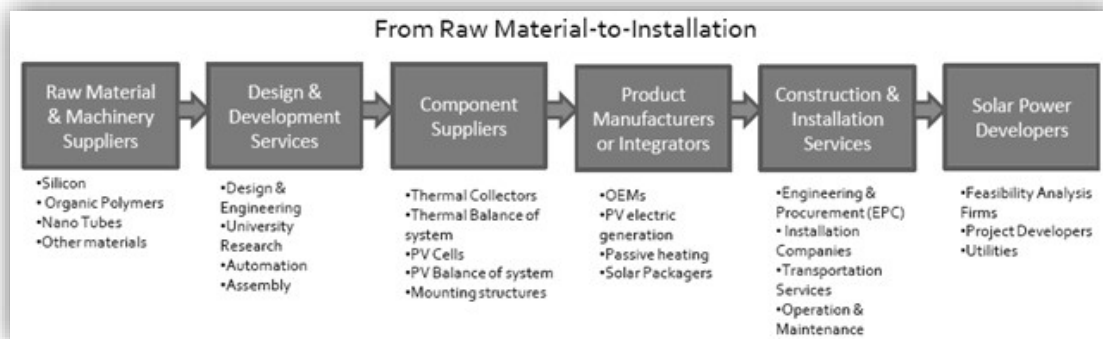 From Raw Material-to-Installation
Raw Material
& Machinery
Suppliers
Design &
Development
Services
Component
Suppliers
Product
Manufacturers
or Integrators
Construction &
Installation
Services
Solar Power
Developers
•Silicon
• Organic Polymers
•Nano Tubes
•Other materials
•Design &
Engineering
•University
Research
•Automation
•Assembly
•Thermal Collectors
•Thermal Balance of
system
•PV Cells
•PV Balance of system
•Mounting structures
•OEMs
•PV electric
generation
•Passive heating
•Solar Packagers
•Engineering &
Procurement (EPC)
• Installation
Companies
•Transportation
Services
•Operation &
Maintenance
•Feasibility Analysis
Firms
•Project Developers
•Utilities